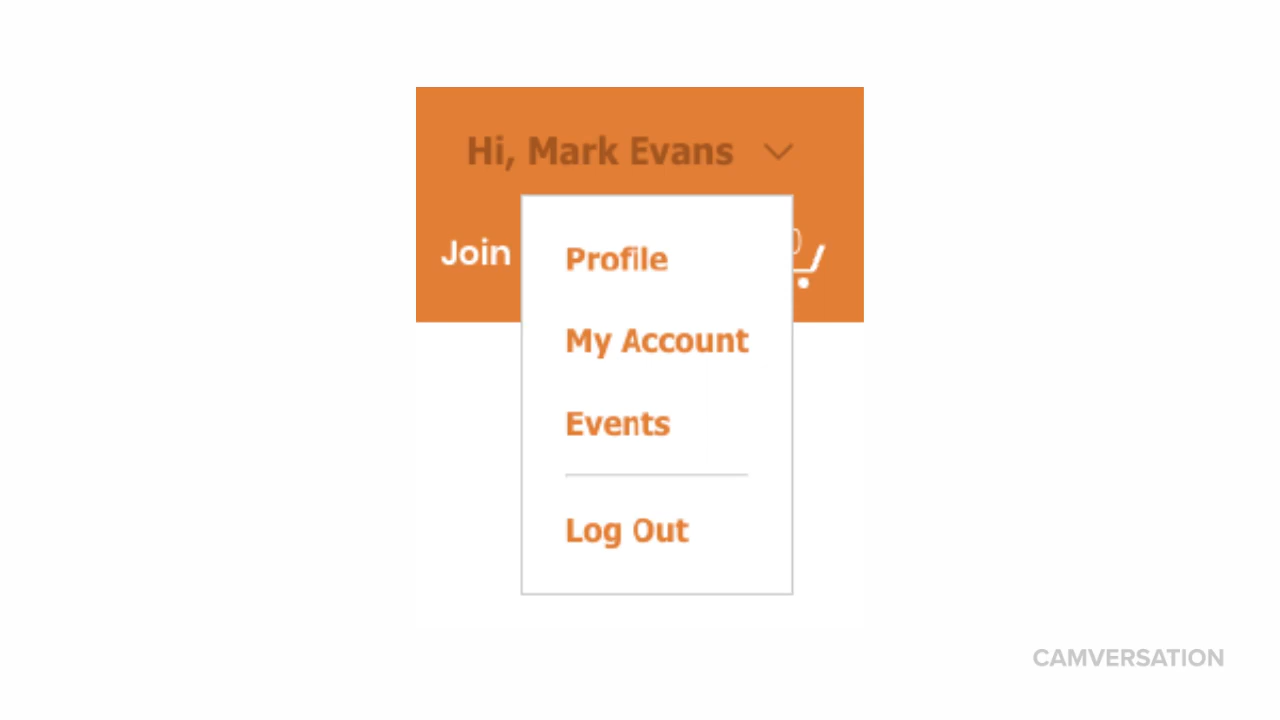 Hi, Mark Evans
Join
Profile
My Account
Events
Log Out
CAMVERSATION